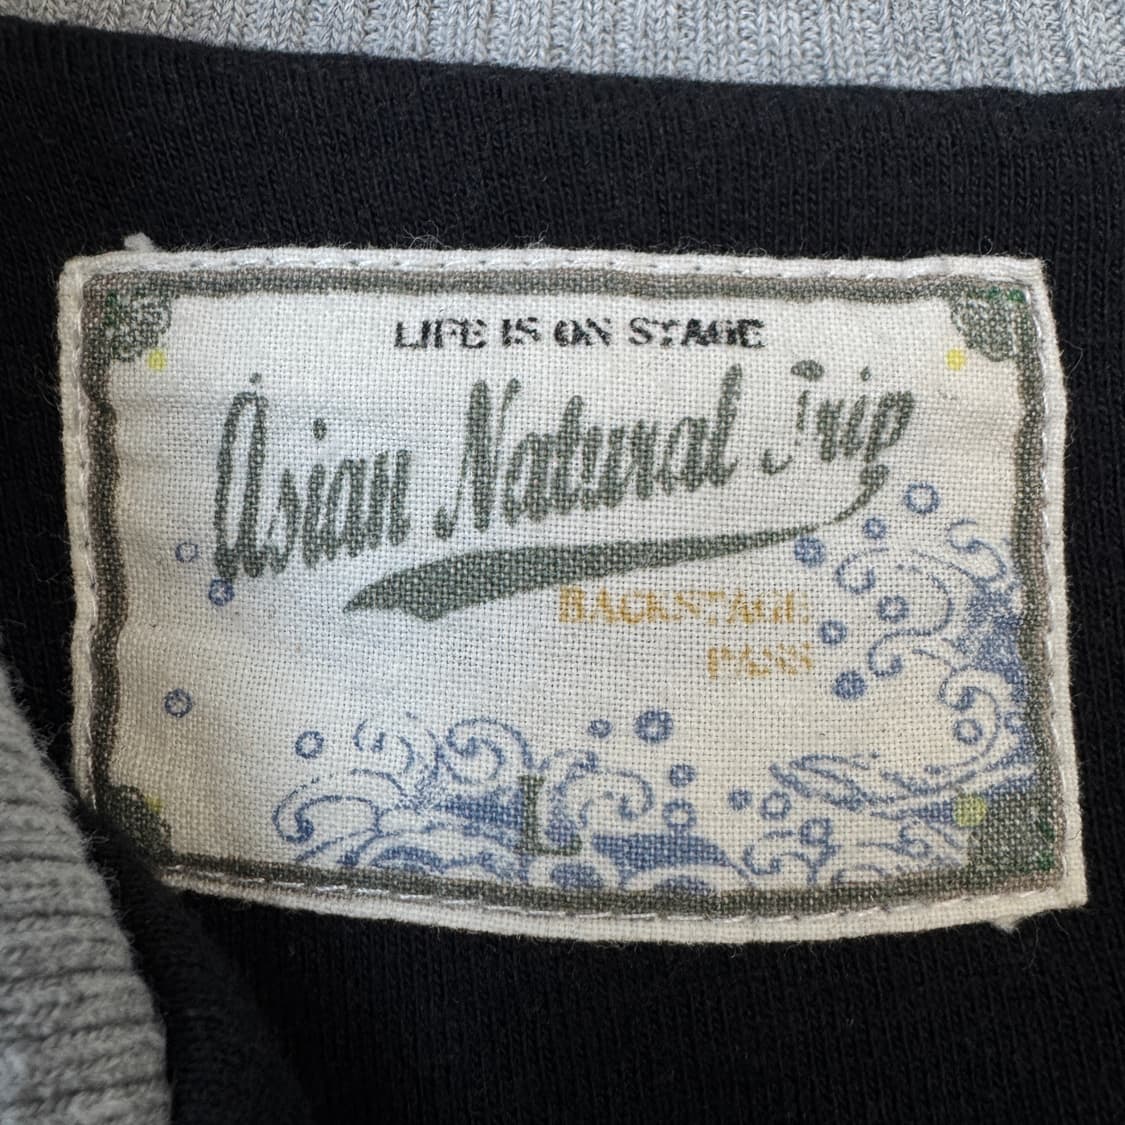 LIFE IS ON STAGE
Asian Natural Trip
BACKSTAGE
PASS
L